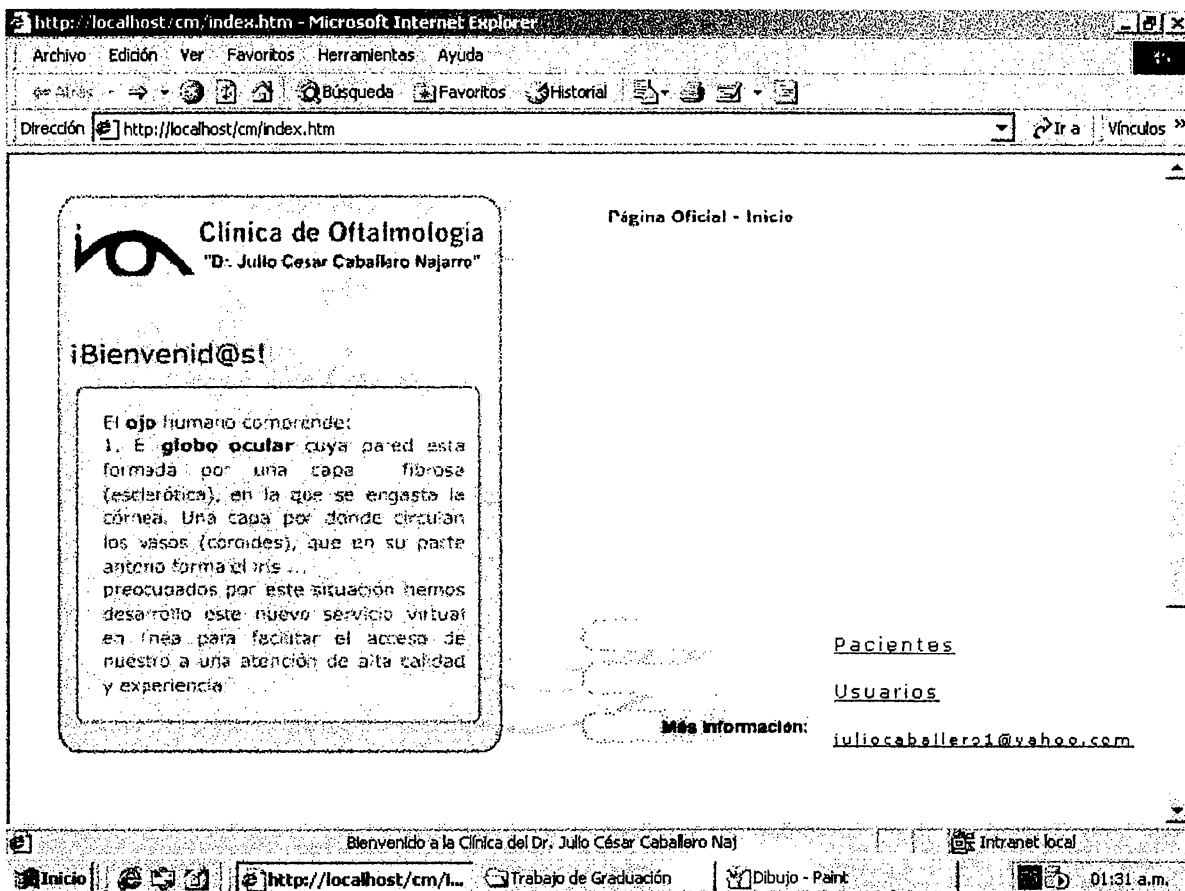 http://localhost/cm/index.htm - Microsoft Internet Explorer
Archivo Edición Ver Favoritos Herramientas Ayuda
Atrás Búsqueda Favoritos Historial
Dirección http://localhost/cm/index.htm Ir a Vínculos »
Clínica de Oftalmología
"Dr. Julio Cesar Caballero Najarro"
Página Oficial - Inicio
¡Bienvenid@s!
El ojo humano comprende:
1. El globo ocular cuya pared esta
formada por una capa fibrosa
(esclerótica), en la que se engasta la
córnea. Una capa por donde circulan
los vasos (coroides), que en su parte
anterio forma el iris ...
preocupados por este situación hemos
desarrollo este nuevo servicio virtual
en línea para facilitar el acceso de
nuestro a una atención de alta calidad
y experiencia
Pacientes
Usuarios
Más información:
juliocaballero1@yahoo.com
Bienvenido a la Clínica del Dr. Julio César Caballero Naj
Intranet local
Inicio http://localhost/cm/i... Trabajo de Graduación Dibujo - Paint 01:31 a.m.